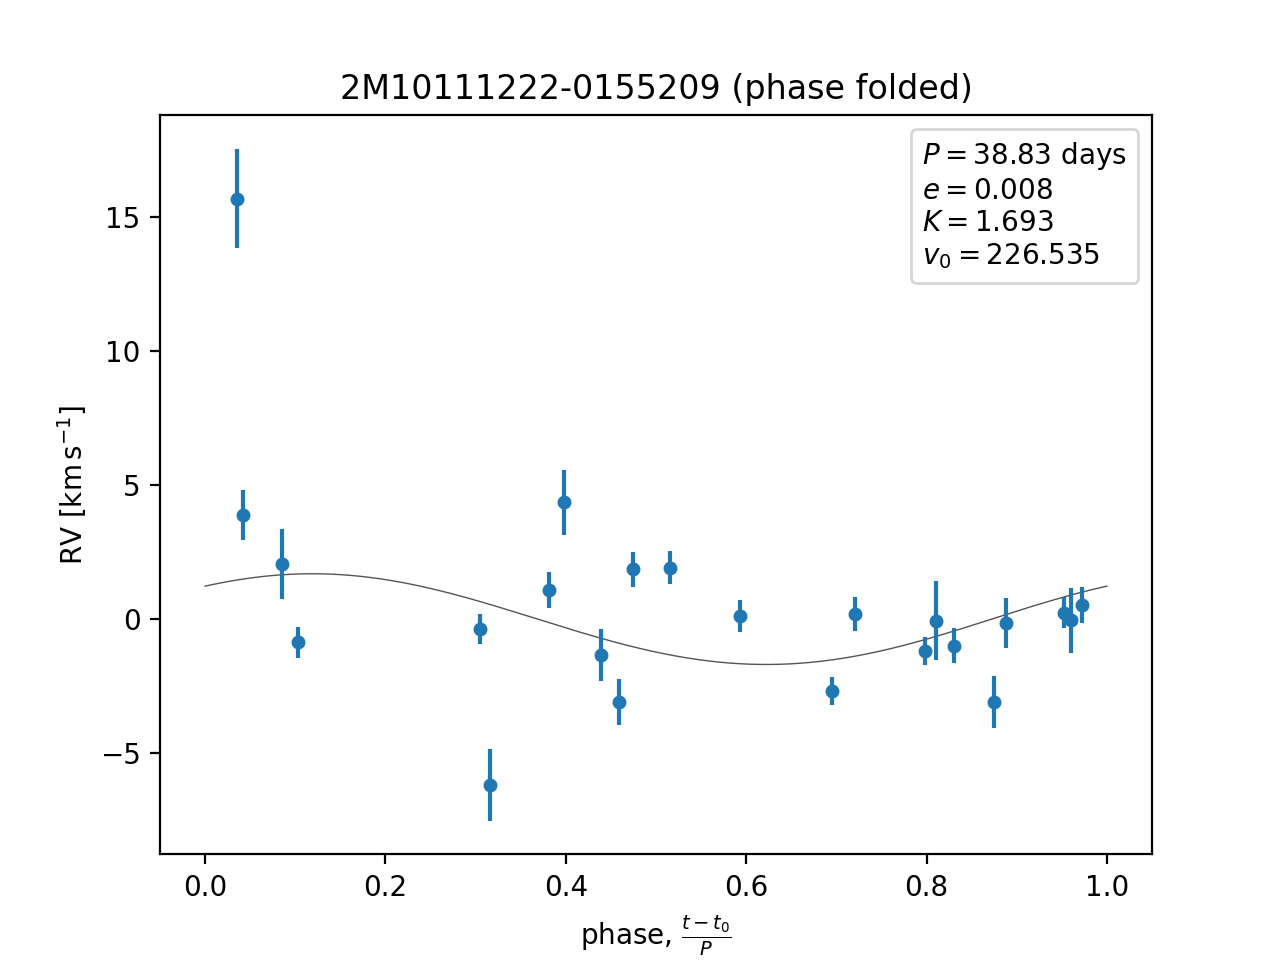 2M10111222-0155209 (phase folded)
P = 38.83 days
e = 0.008
K = 1.693
v₀ = 226.535
RV [km s⁻¹]
15
10
5
0
−5
0.0 0.2 0.4 0.6 0.8 1.0
phase, (t − t₀)/P